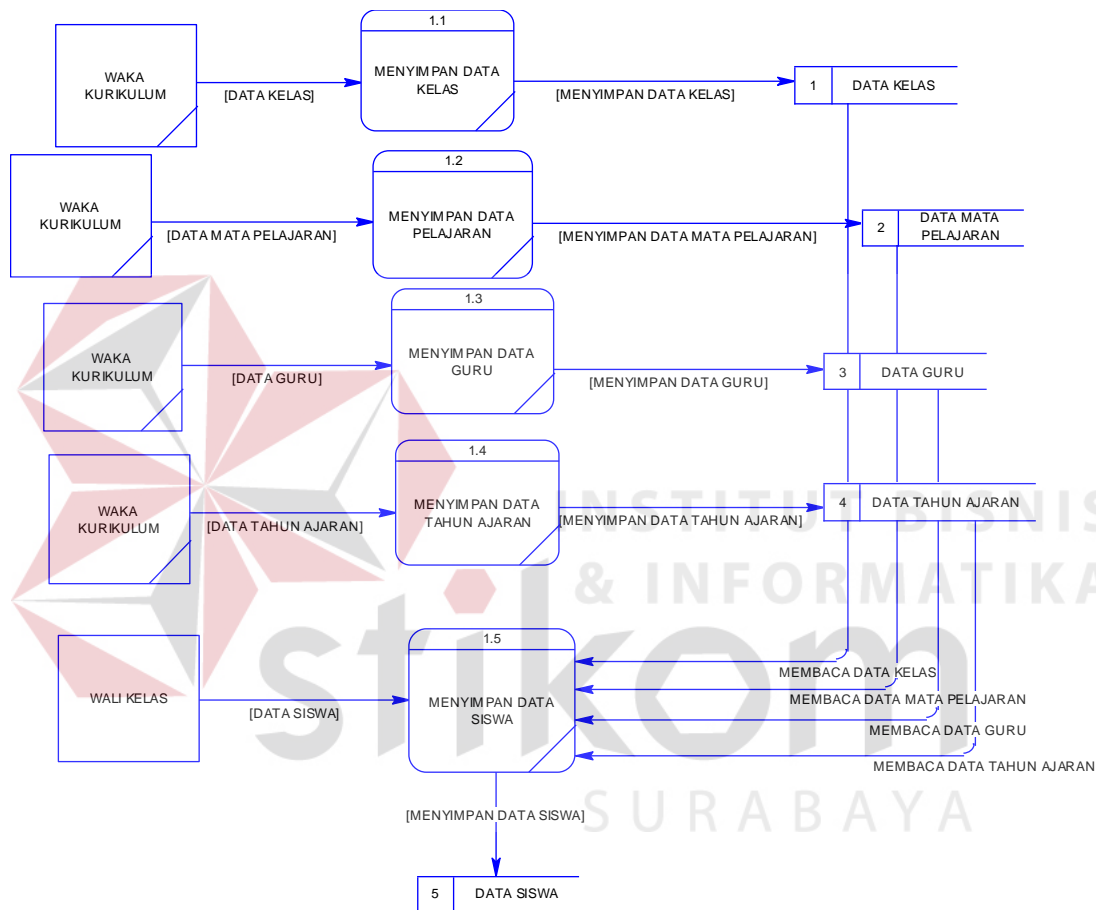 1.1
WAKA
KURIKULUM
[DATA KELAS]
MENYIMPAN DATA
KELAS
[MENYIMPAN DATA KELAS]
1 DATA KELAS
1.2
WAKA
KURIKULUM
[DATA MATA PELAJARAN]
MENYIMPAN DATA
PELAJARAN
[MENYIMPAN DATA MATA PELAJARAN]
2 DATA MATA
PELAJARAN
1.3
WAKA
KURIKULUM
[DATA GURU]
MENYIMPAN DATA
GURU
[MENYIMPAN DATA GURU]
3 DATA GURU
1.4
WAKA
KURIKULUM
[DATA TAHUN AJARAN]
MENYIMPAN DATA
TAHUN AJARAN
[MENYIMPAN DATA TAHUN AJARAN]
4 DATA TAHUN AJARAN
INSTITUT BISNIS
& INFORMATIKA
stikom
SURABAYA
1.5
WALI KELAS
[DATA SISWA]
MENYIMPAN DATA
SISWA
MEMBACA DATA KELAS
MEMBACA DATA MATA PELAJARAN
MEMBACA DATA GURU
MEMBACA DATA TAHUN AJARAN
[MENYIMPAN DATA SISWA]
5 DATA SISWA